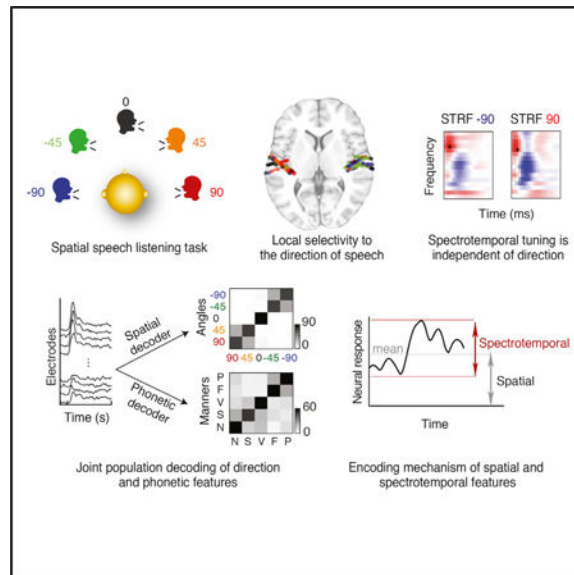 0
-45
45
-90
90
Spatial speech listening task
Local selectivity to
the direction of speech
STRF -90 STRF 90
Frequency
Time (ms)
Spectrotemporal tuning is
independent of direction
Electrodes
Time (s)
Spatial
decoder
Phonetic
decoder
Angles
-90
-45
0
45
90
90 45 0 -45 -90
90
0
Manners
P
F
V
S
N
N S V F P
60
0
Joint population decoding of direction
and phonetic features
Neural response
mean
Spectrotemporal
Spatial
Time
Encoding mechanism of spatial and
spectrotemporal features